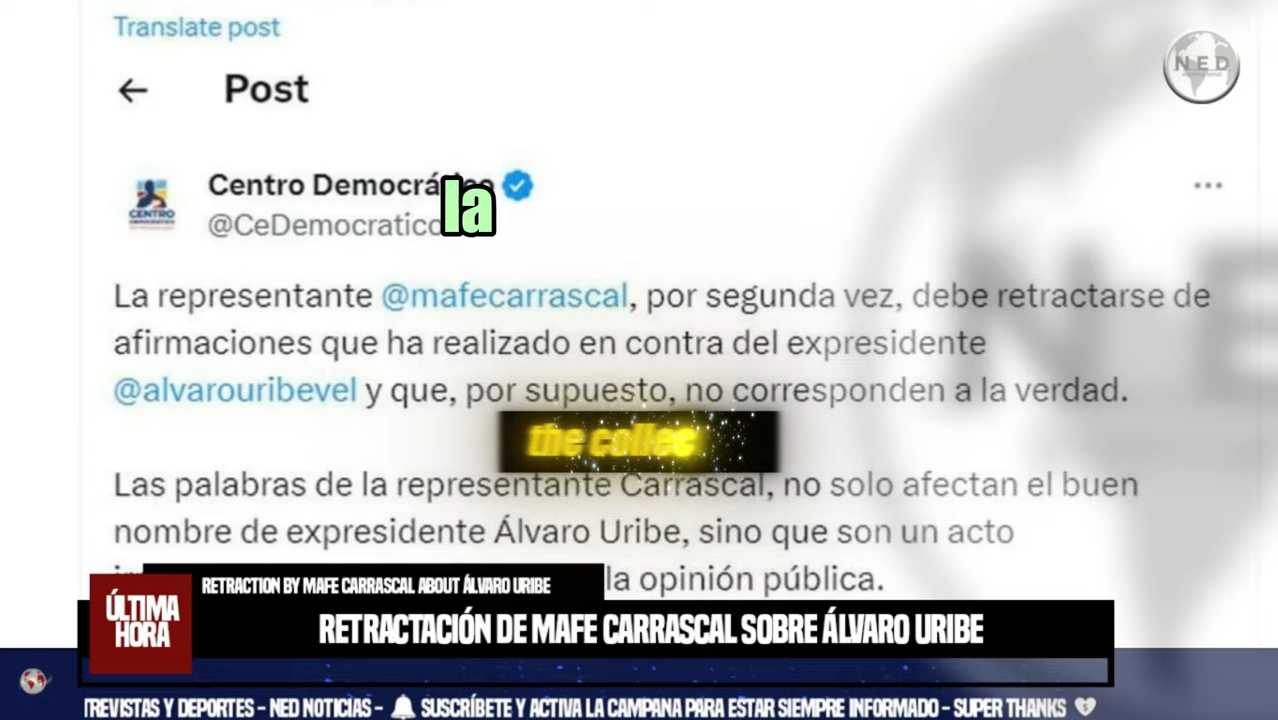 Translate post
Post
NED
Centro Democrá
@CeDemocratico
la
La representante @mafecarrascal, por segunda vez, debe retractarse de
afirmaciones que ha realizado en contra del expresidente
@alvarouribevel y que, por supuesto, no corresponden a la verdad.
the colle
Las palabras de la representante Carrascal, no solo afectan el buen
nombre de expresidente Álvaro Uribe, sino que son un acto
la opinión pública.
RETRACTION BY MAFE CARRASCAL ABOUT ÁLVARO URIBE
ÚLTIMA
HORA
RETRACTACIÓN DE MAFE CARRASCAL SOBRE ÁLVARO URIBE
TREVISTAS Y DEPORTES – NED NOTICIAS – SUSCRÍBETE Y ACTIVA LA CAMPANA PARA ESTAR SIEMPRE INFORMADO – SUPER THANKS